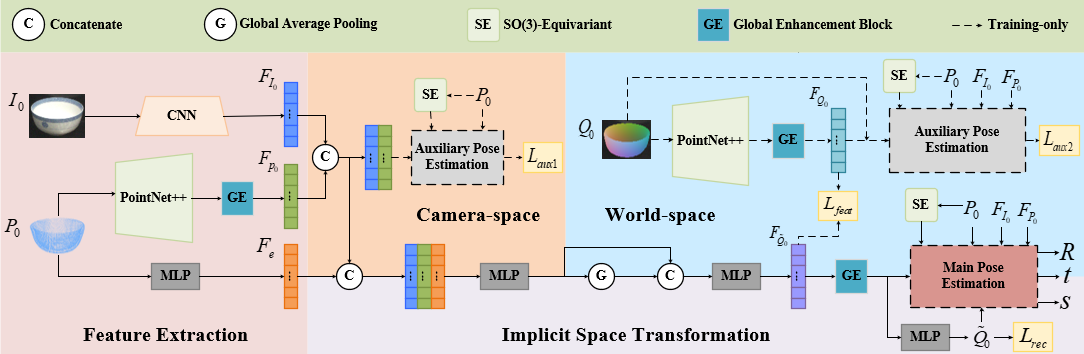 C Concatenate G Global Average Pooling SE SO(3)-Equivariant GE Global Enhancement Block Training-only
I_0
CNN
F_{I_0}
P_0
PointNet++
GE
F_{P_0}
MLP
F_e
Feature Extraction
C
SE
P_0
Auxiliary Pose
Estimation
L_{aux1}
Camera-space
C
MLP
Q_0
PointNet++
GE
F_{Q_0}
SE
P_0
F_{I_0}
F_{P_0}
Auxiliary Pose
Estimation
L_{aux2}
World-space
L_{feat}
G
C
MLP
F_{\tilde{Q}_0}
GE
SE
P_0
F_{I_0}
F_{P_0}
Main Pose
Estimation
R
t
s
MLP
\tilde{Q}_0
L_{rec}
Implicit Space Transformation